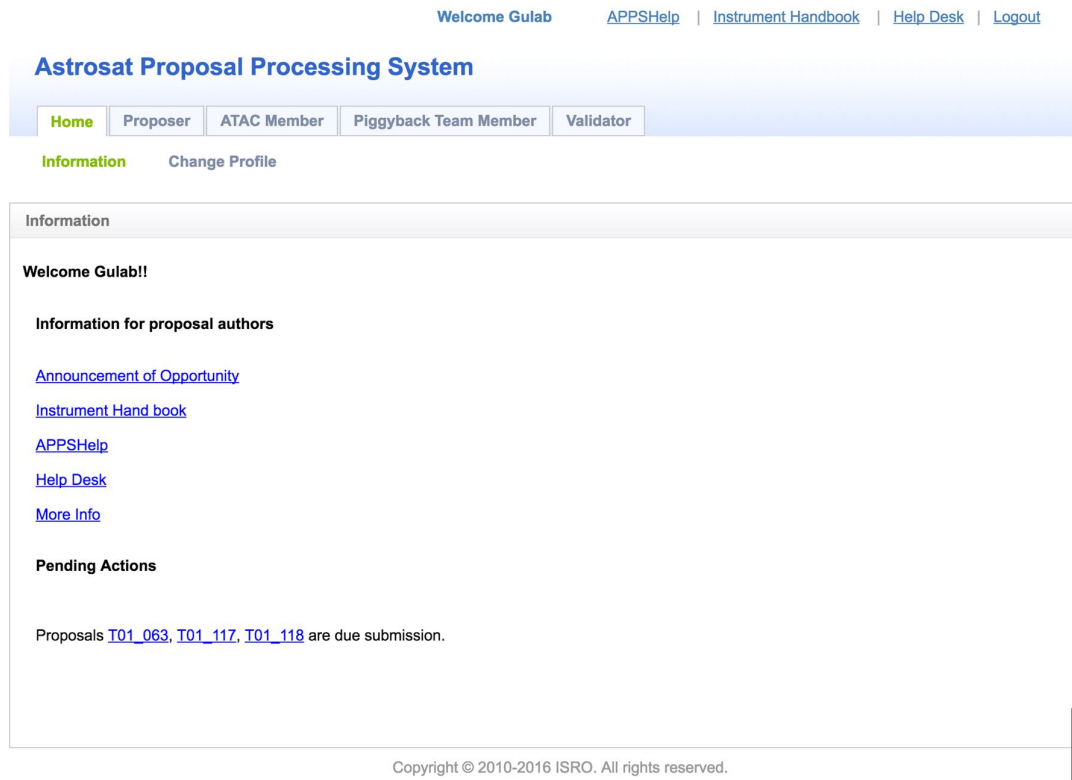 Welcome Gulab APPSHelp | Instrument Handbook | Help Desk | Logout
Astrosat Proposal Processing System
Home Proposer ATAC Member Piggyback Team Member Validator
Information Change Profile
Information
Welcome Gulab!!
Information for proposal authors
Announcement of Opportunity
Instrument Hand book
APPSHelp
Help Desk
More Info
Pending Actions
Proposals T01_063, T01_117, T01_118 are due submission.
Copyright © 2010-2016 ISRO. All rights reserved.